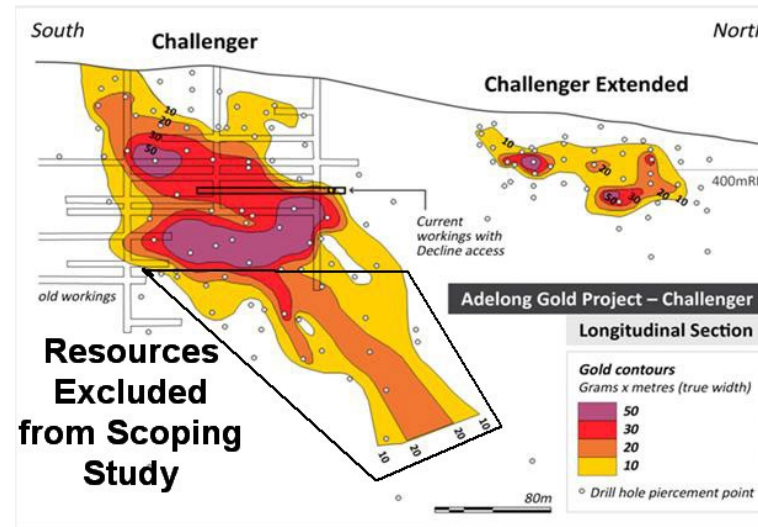 South
North
Challenger
Challenger Extended
10
20
30
50
10
20
50
30
20
10
400mRL
Current
workings with
Decline access
old workings
Adelong Gold Project – Challenger
Longitudinal Section
Resources
Excluded
from Scoping
Study
Gold contours
Grams x metres (true width)
50
30
20
10
Drill hole piercement point
10
20
20
10
80m